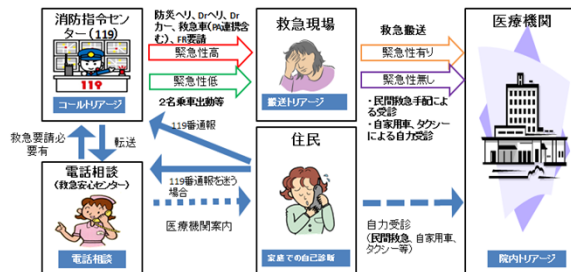 消防指令セン
ター（119）
119
コールトリアージ
防災ヘリ、Drヘリ、Dr
カー、救急車(PA連携含
む)、FR要請
緊急性高
緊急性低
2名乗車出動等
救急現場
搬送トリアージ
救急搬送
緊急性有り
緊急性無し
・民間救急手配によ
る受診
・自家用車、タクシー
による自力受診
医療機関
院内トリアージ
救急要請必
要有
転送
119番通報
119番通報を迷う
場合
医療機関案内
電話相談
（救急安心センター）
電話相談
住民
家庭での自己診断
自力受診
（民間救急、自家用車、
タクシー等）